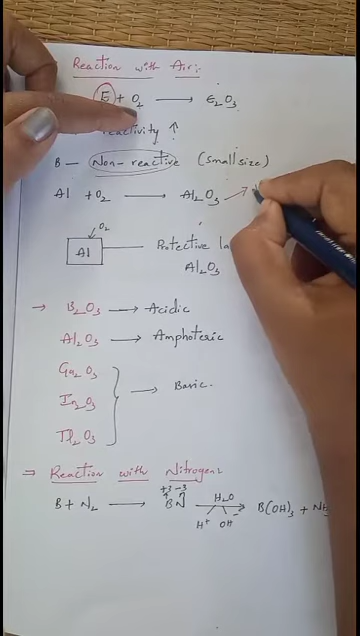 Reaction with Air:
E + O2 → E2O3
reactivity ↑
B – Non-reactive (small size)
Al + O2 → Al2O3
O2
Al — Protective la
Al2O3
→ B2O3 → Acidic
Al2O3 → Amphoteric
Ga2O3
In2O3 → Basic.
Tl2O3
⇒ Reaction with Nitrogen:
+3 -3
B + N2 → BN H2O → B(OH)3 + NH3
H+ OH-